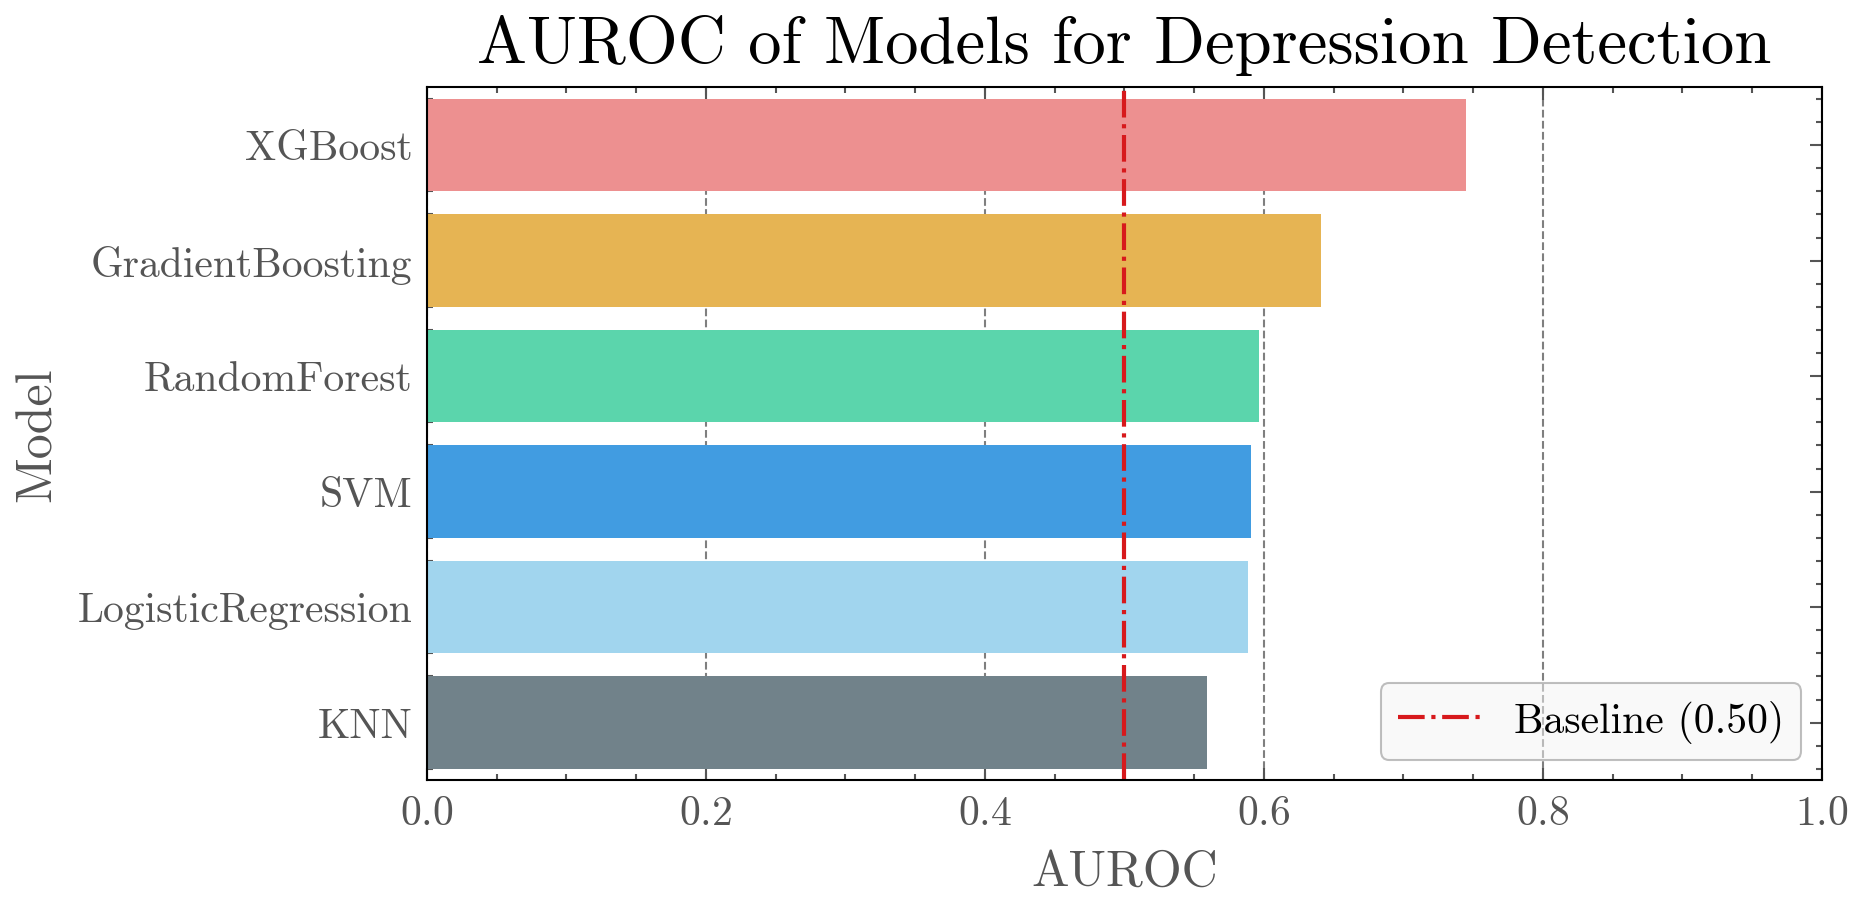 AUROC of Models for Depression Detection
Model
XGBoost
GradientBoosting
RandomForest
SVM
LogisticRegression
KNN
Baseline (0.50)
0.0 0.2 0.4 0.6 0.8 1.0
AUROC